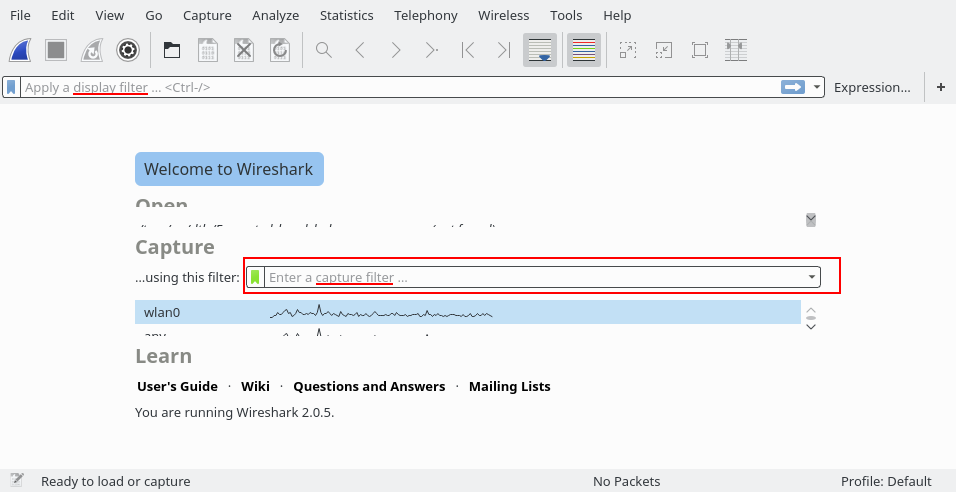 File Edit View Go Capture Analyze Statistics Telephony Wireless Tools Help
Apply a display filter ... <Ctrl-/> Expression... +
Welcome to Wireshark
Open
Capture
...using this filter: Enter a capture filter ...
wlan0
any
Learn
User's Guide · Wiki · Questions and Answers · Mailing Lists
You are running Wireshark 2.0.5.
Ready to load or capture No Packets Profile: Default